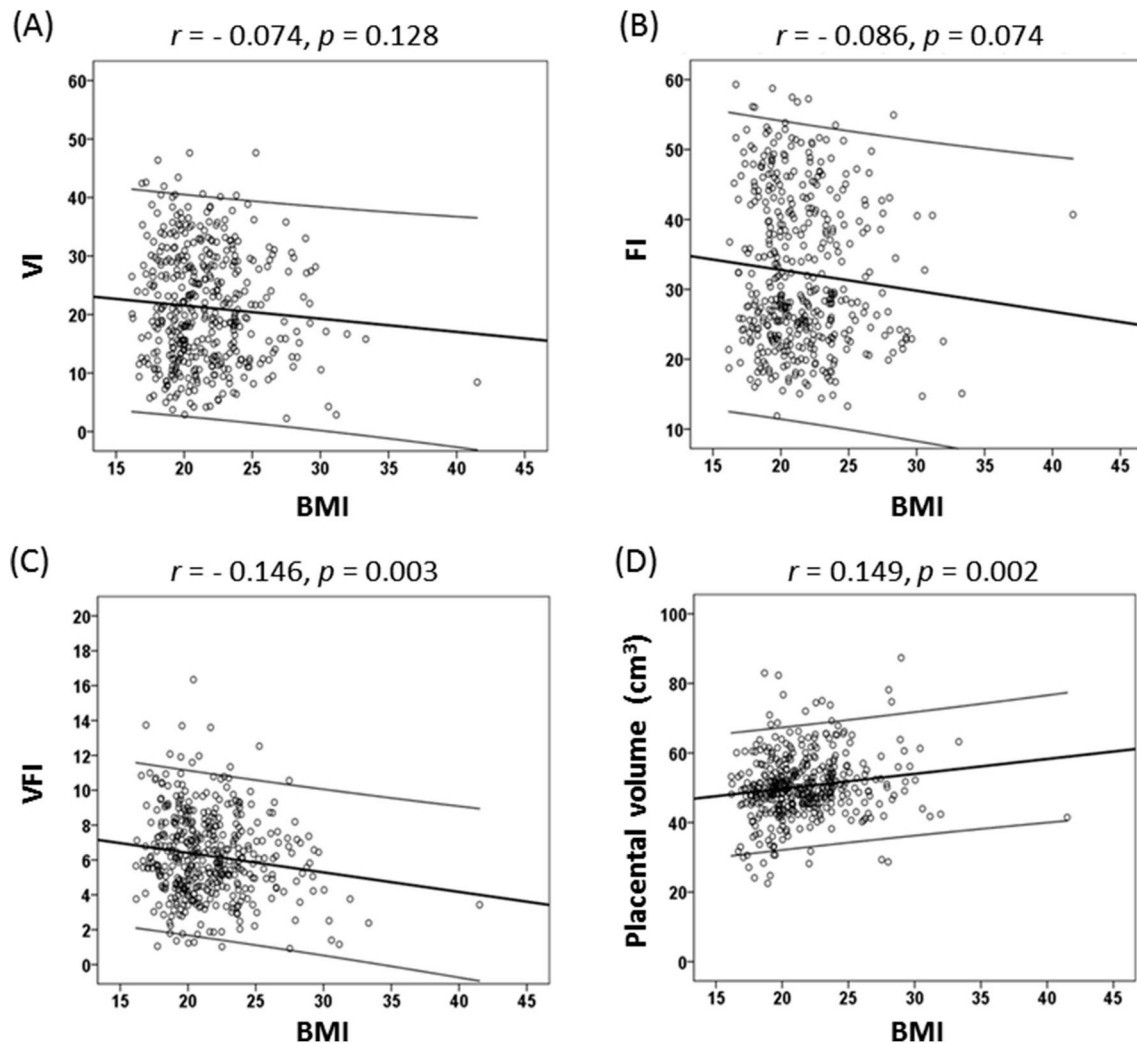 (A)
r = - 0.074, p = 0.128
60
50
40
30
20
10
0
VI
15 20 25 30 35 40 45
BMI
(B)
r = - 0.086, p = 0.074
60
50
40
30
20
10
FI
15 20 25 30 35 40 45
BMI
(C)
r = - 0.146, p = 0.003
20
18
16
14
12
10
8
6
4
2
0
VFI
15 20 25 30 35 40 45
BMI
(D)
r = 0.149, p = 0.002
100
80
60
40
20
0
Placental volume (cm³)
15 20 25 30 35 40 45
BMI